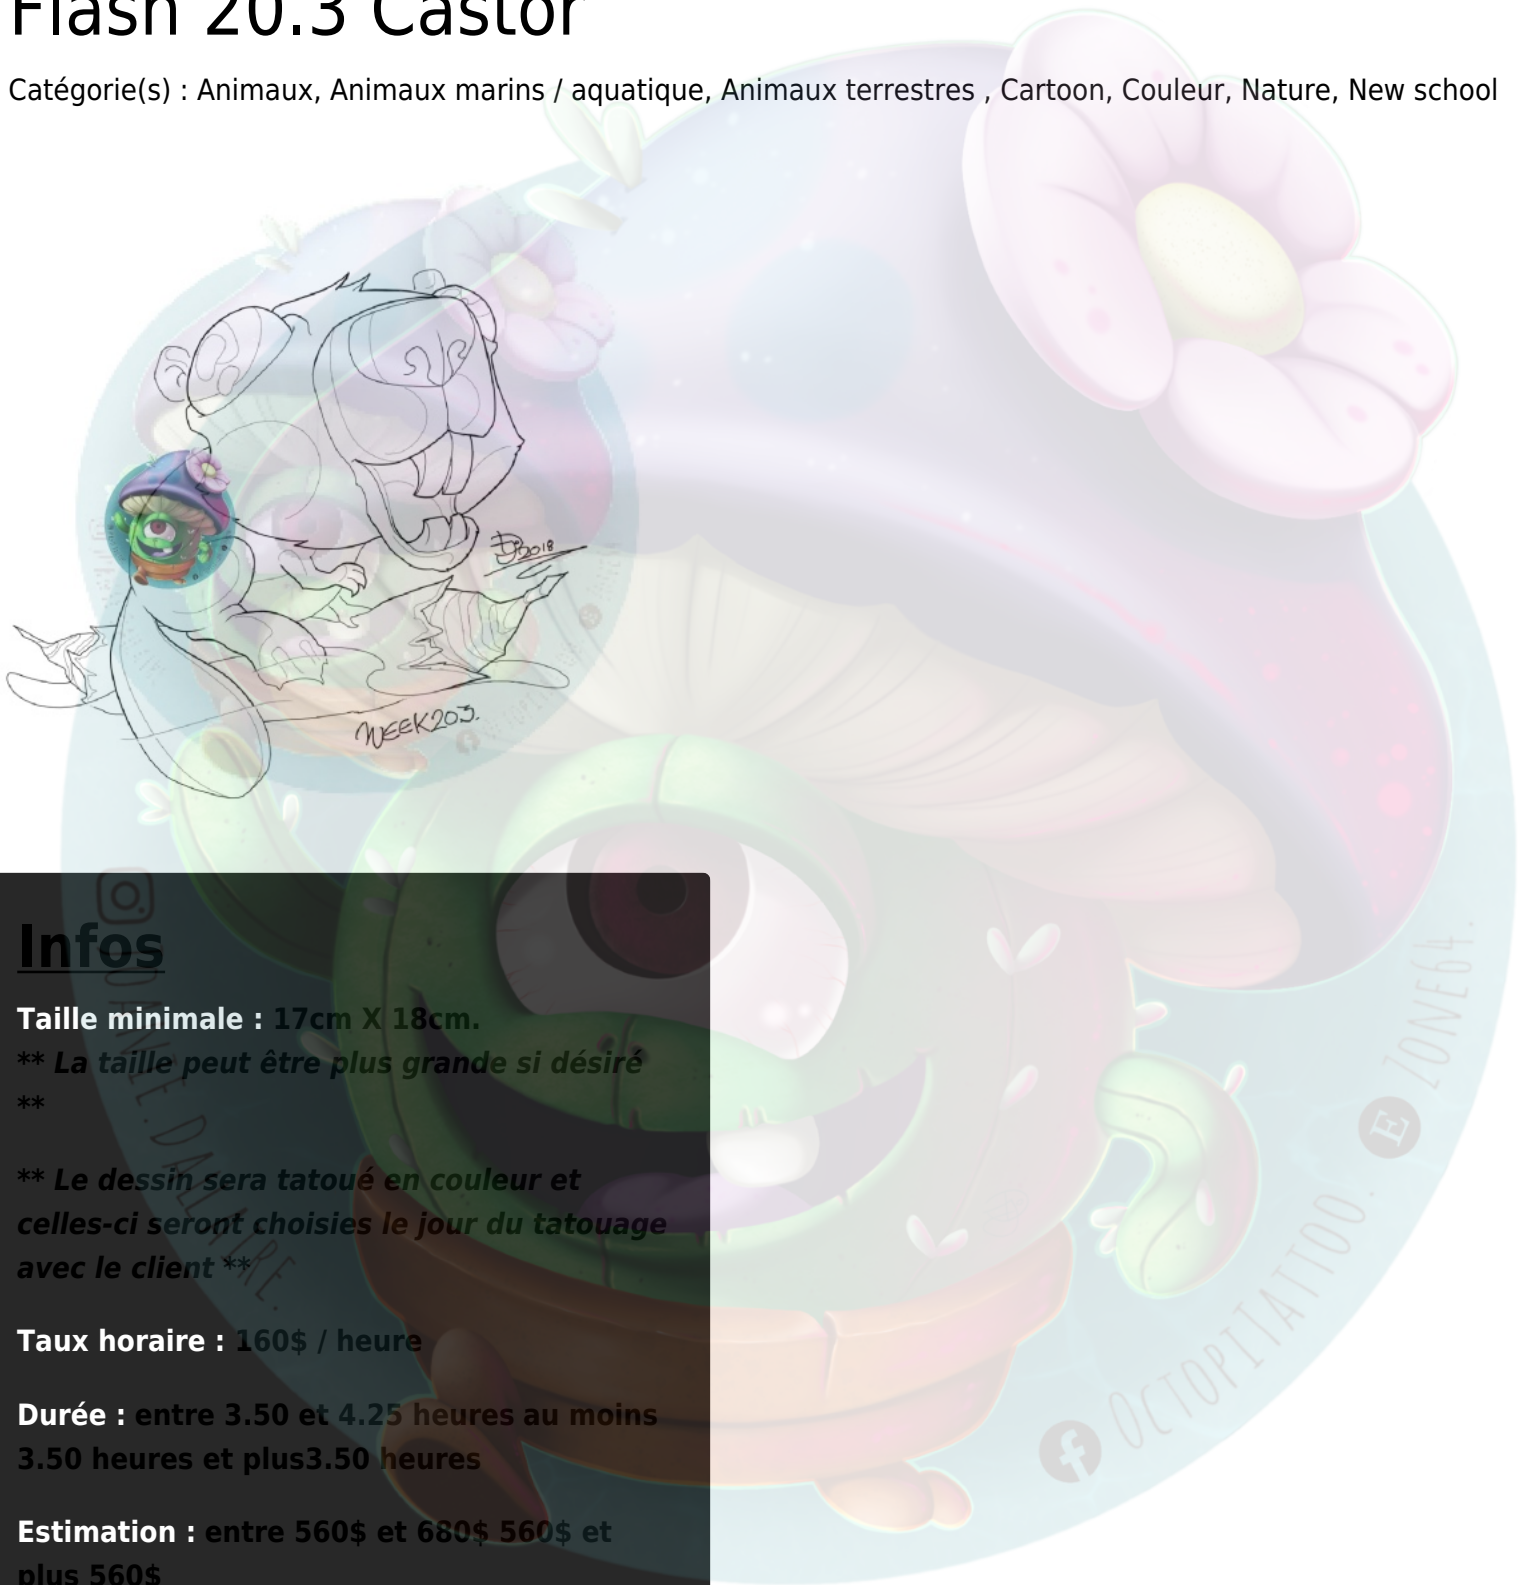 Flash 20.3 Castor
Catégorie(s) : Animaux, Animaux marins / aquatique, Animaux terrestres , Cartoon, Couleur, Nature, New school
2018
WEEK203.
Infos
Taille minimale : 17cm X 18cm.
** La taille peut être plus grande si désiré
**
** Le dessin sera tatoué en couleur et
celles-ci seront choisies le jour du tatouage
avec le client **
Taux horaire : 160$ / heure
Durée : entre 3.50 et 4.25 heures au moins
3.50 heures et plus3.50 heures
Estimation : entre 560$ et 680$ 560$ et
plus 560$
OCTOPITATTOO.
ZONE64.